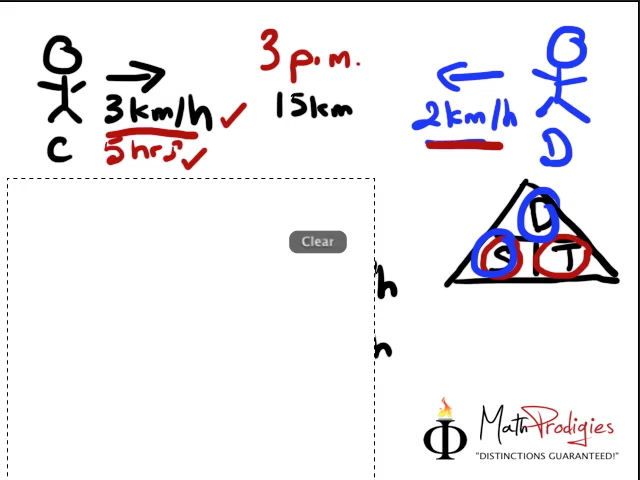 3 p.m.
3km/h 15km 2km/h
C 5hrs D
D
Clear
S T
h
h
Math Prodigies
"DISTINCTIONS GUARANTEED!"